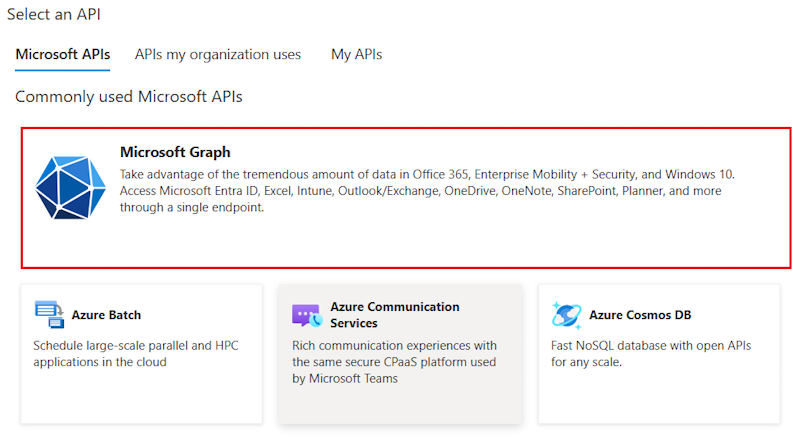 Select an API
Microsoft APIs APIs my organization uses My APIs
Commonly used Microsoft APIs
Microsoft Graph
Take advantage of the tremendous amount of data in Office 365, Enterprise Mobility + Security, and Windows 10.
Access Microsoft Entra ID, Excel, Intune, Outlook/Exchange, OneDrive, OneNote, SharePoint, Planner, and more
through a single endpoint.
Azure Batch
Schedule large-scale parallel and HPC
applications in the cloud
Azure Communication
Services
Rich communication experiences with
the same secure CPaaS platform used
by Microsoft Teams
Azure Cosmos DB
Fast NoSQL database with open APIs
for any scale.